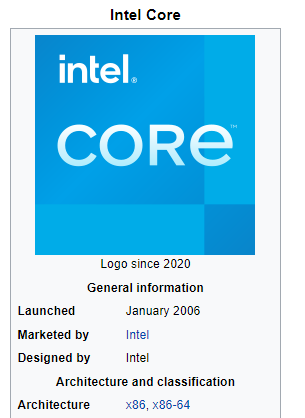 Intel Core
intel®
CORe™
Logo since 2020
General information
Launched January 2006
Marketed by Intel
Designed by Intel
Architecture and classification
Architecture x86, x86-64